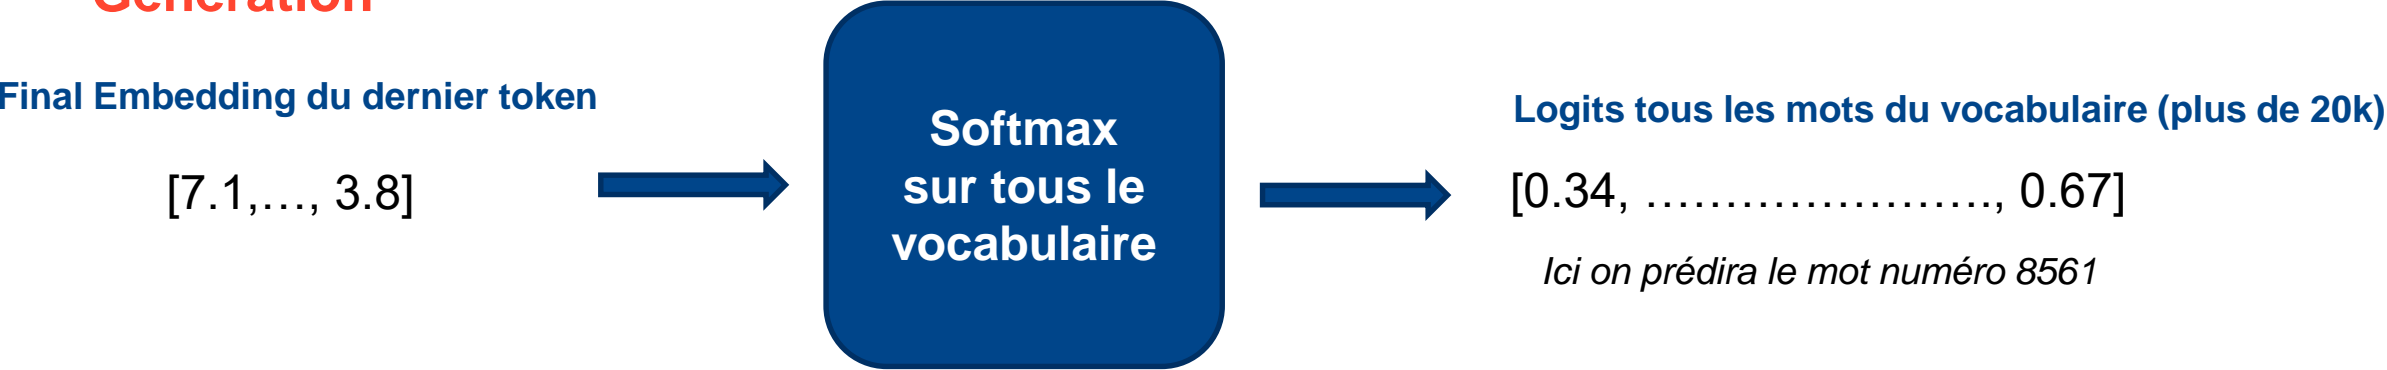 Génération
Final Embedding du dernier token
[7.1,…, 3.8]
Softmax
sur tous le
vocabulaire
Logits tous les mots du vocabulaire (plus de 20k)
[0.34, …………………., 0.67]
Ici on prédira le mot numéro 8561